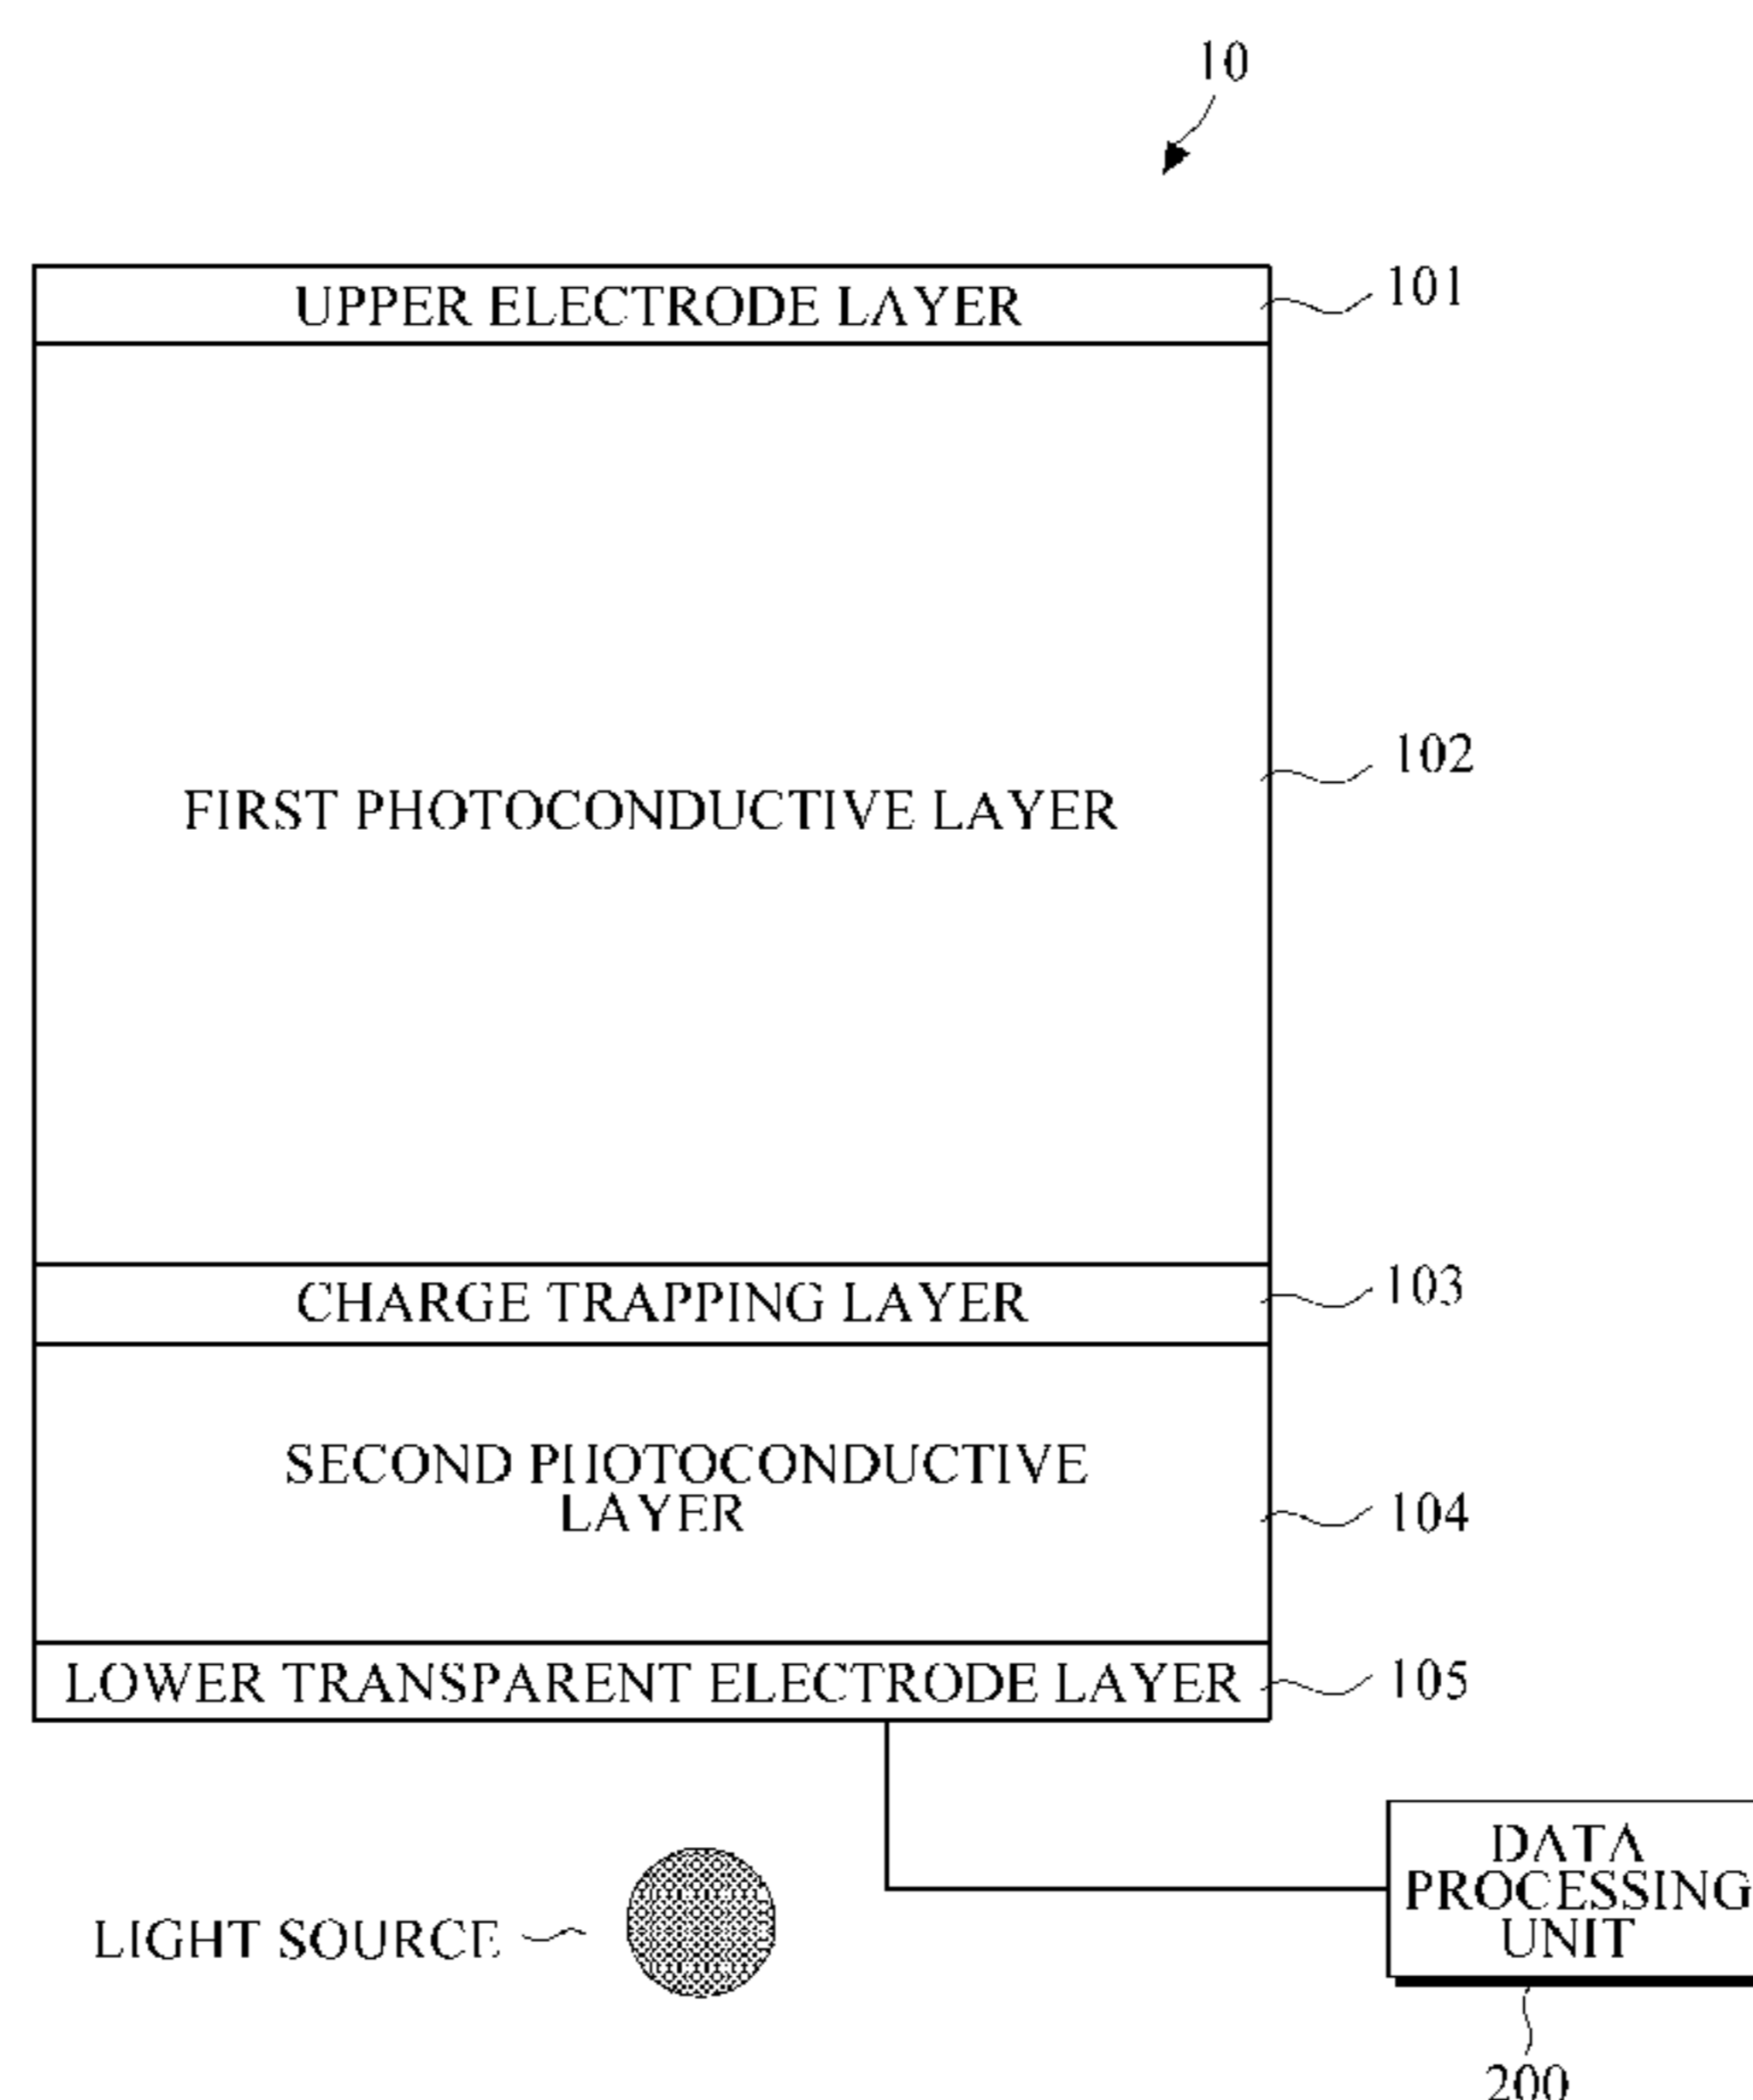 10
UPPER ELECTRODE LAYER
101
FIRST PHOTOCONDUCTIVE LAYER
102
CHARGE TRAPPING LAYER
103
SECOND PHOTOCONDUCTIVE
LAYER
104
LOWER TRANSPARENT ELECTRODE LAYER
105
LIGHT SOURCE
DATA
PROCESSING
UNIT
200